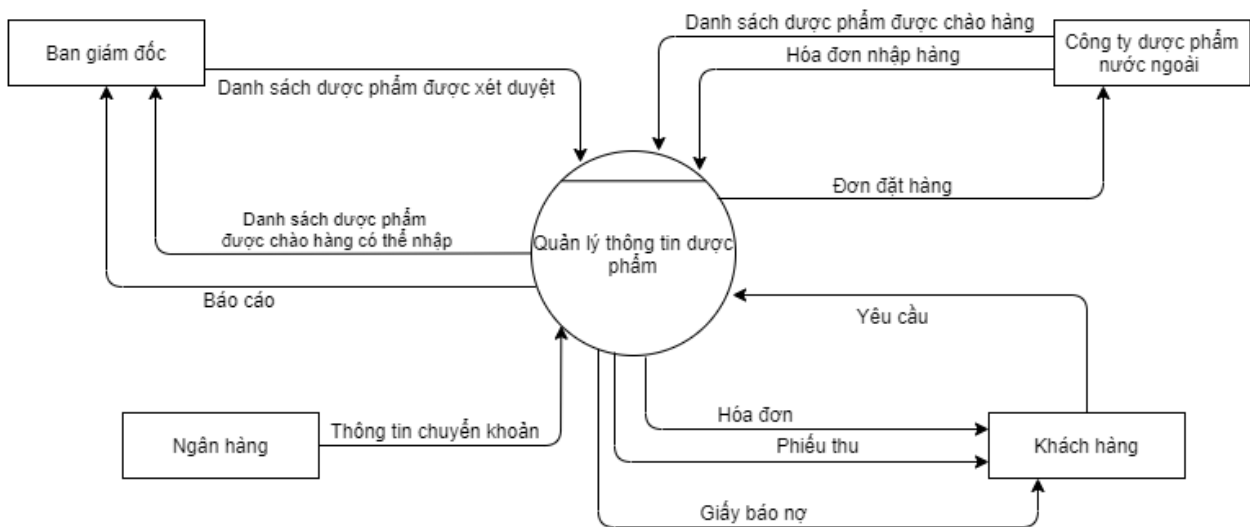 Danh sách dược phẩm được chào hàng
Ban giám đốc
Hóa đơn nhập hàng
Công ty dược phẩm
nước ngoài
Danh sách dược phẩm được xét duyệt
Đơn đặt hàng
Danh sách dược phẩm
được chào hàng có thể nhập
Quản lý thông tin dược
phẩm
Báo cáo
Yêu cầu
Hóa đơn
Ngân hàng
Thông tin chuyển khoản
Phiếu thu
Khách hàng
Giấy báo nợ